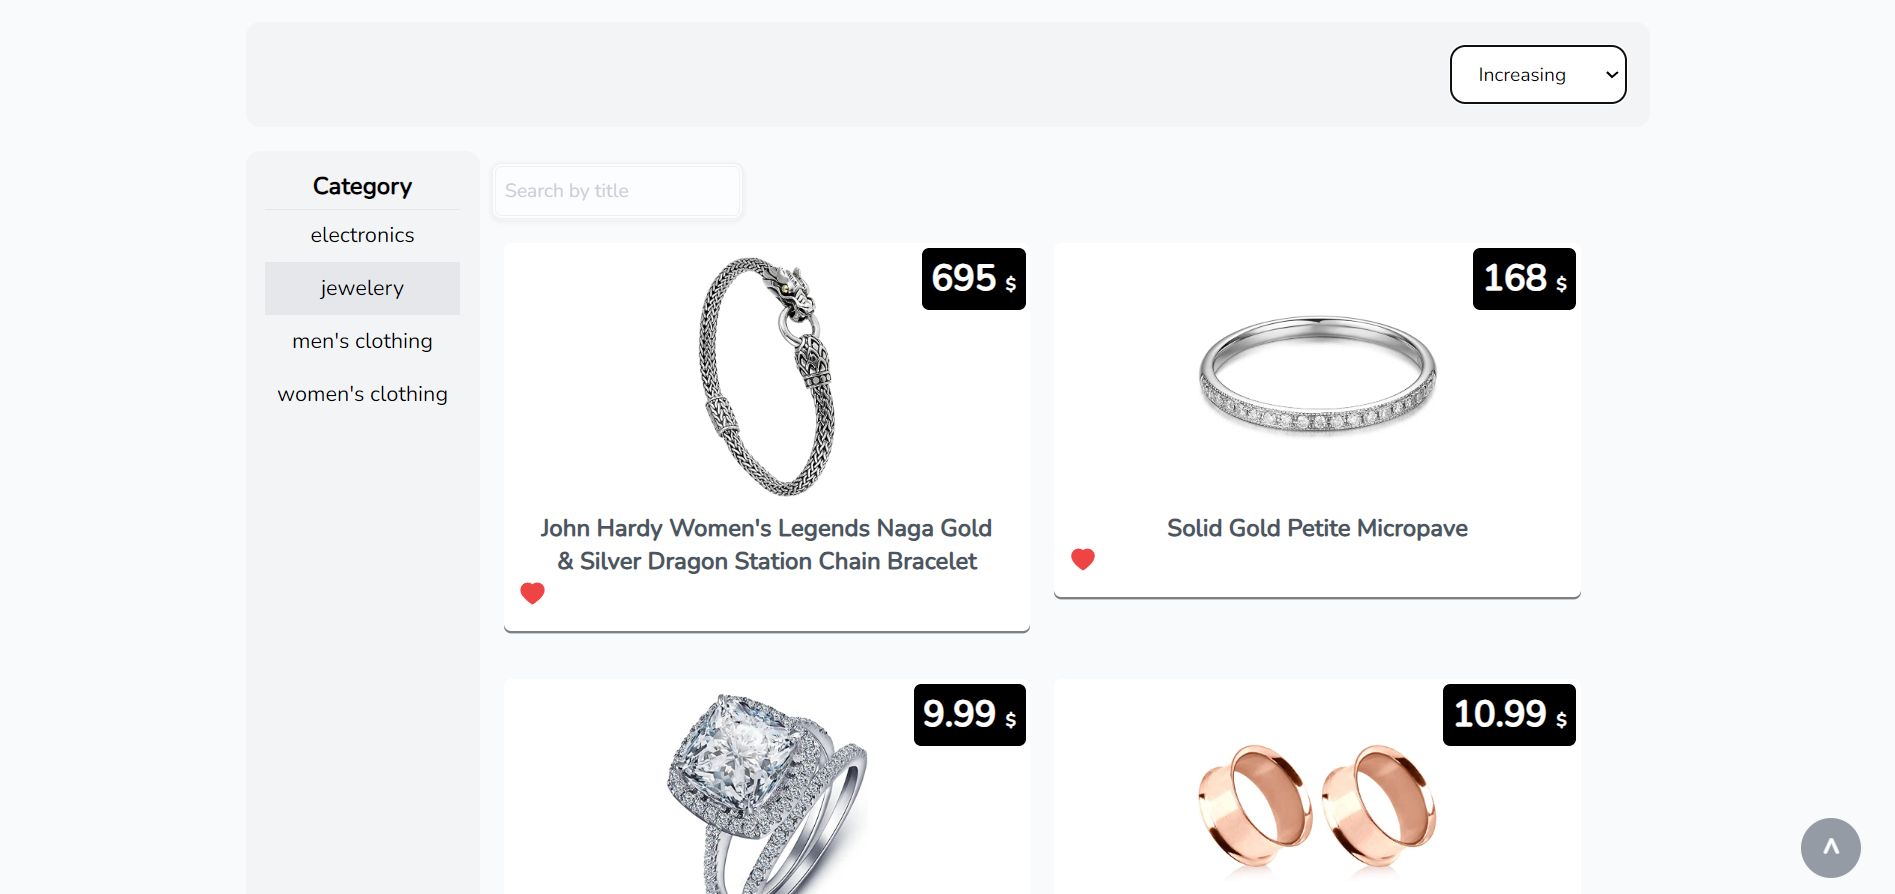 Increasing
Category
electronics
jewelery
men's clothing
women's clothing
Search by title
695 $
John Hardy Women's Legends Naga Gold
& Silver Dragon Station Chain Bracelet
168 $
Solid Gold Petite Micropave
9.99 $
10.99 $